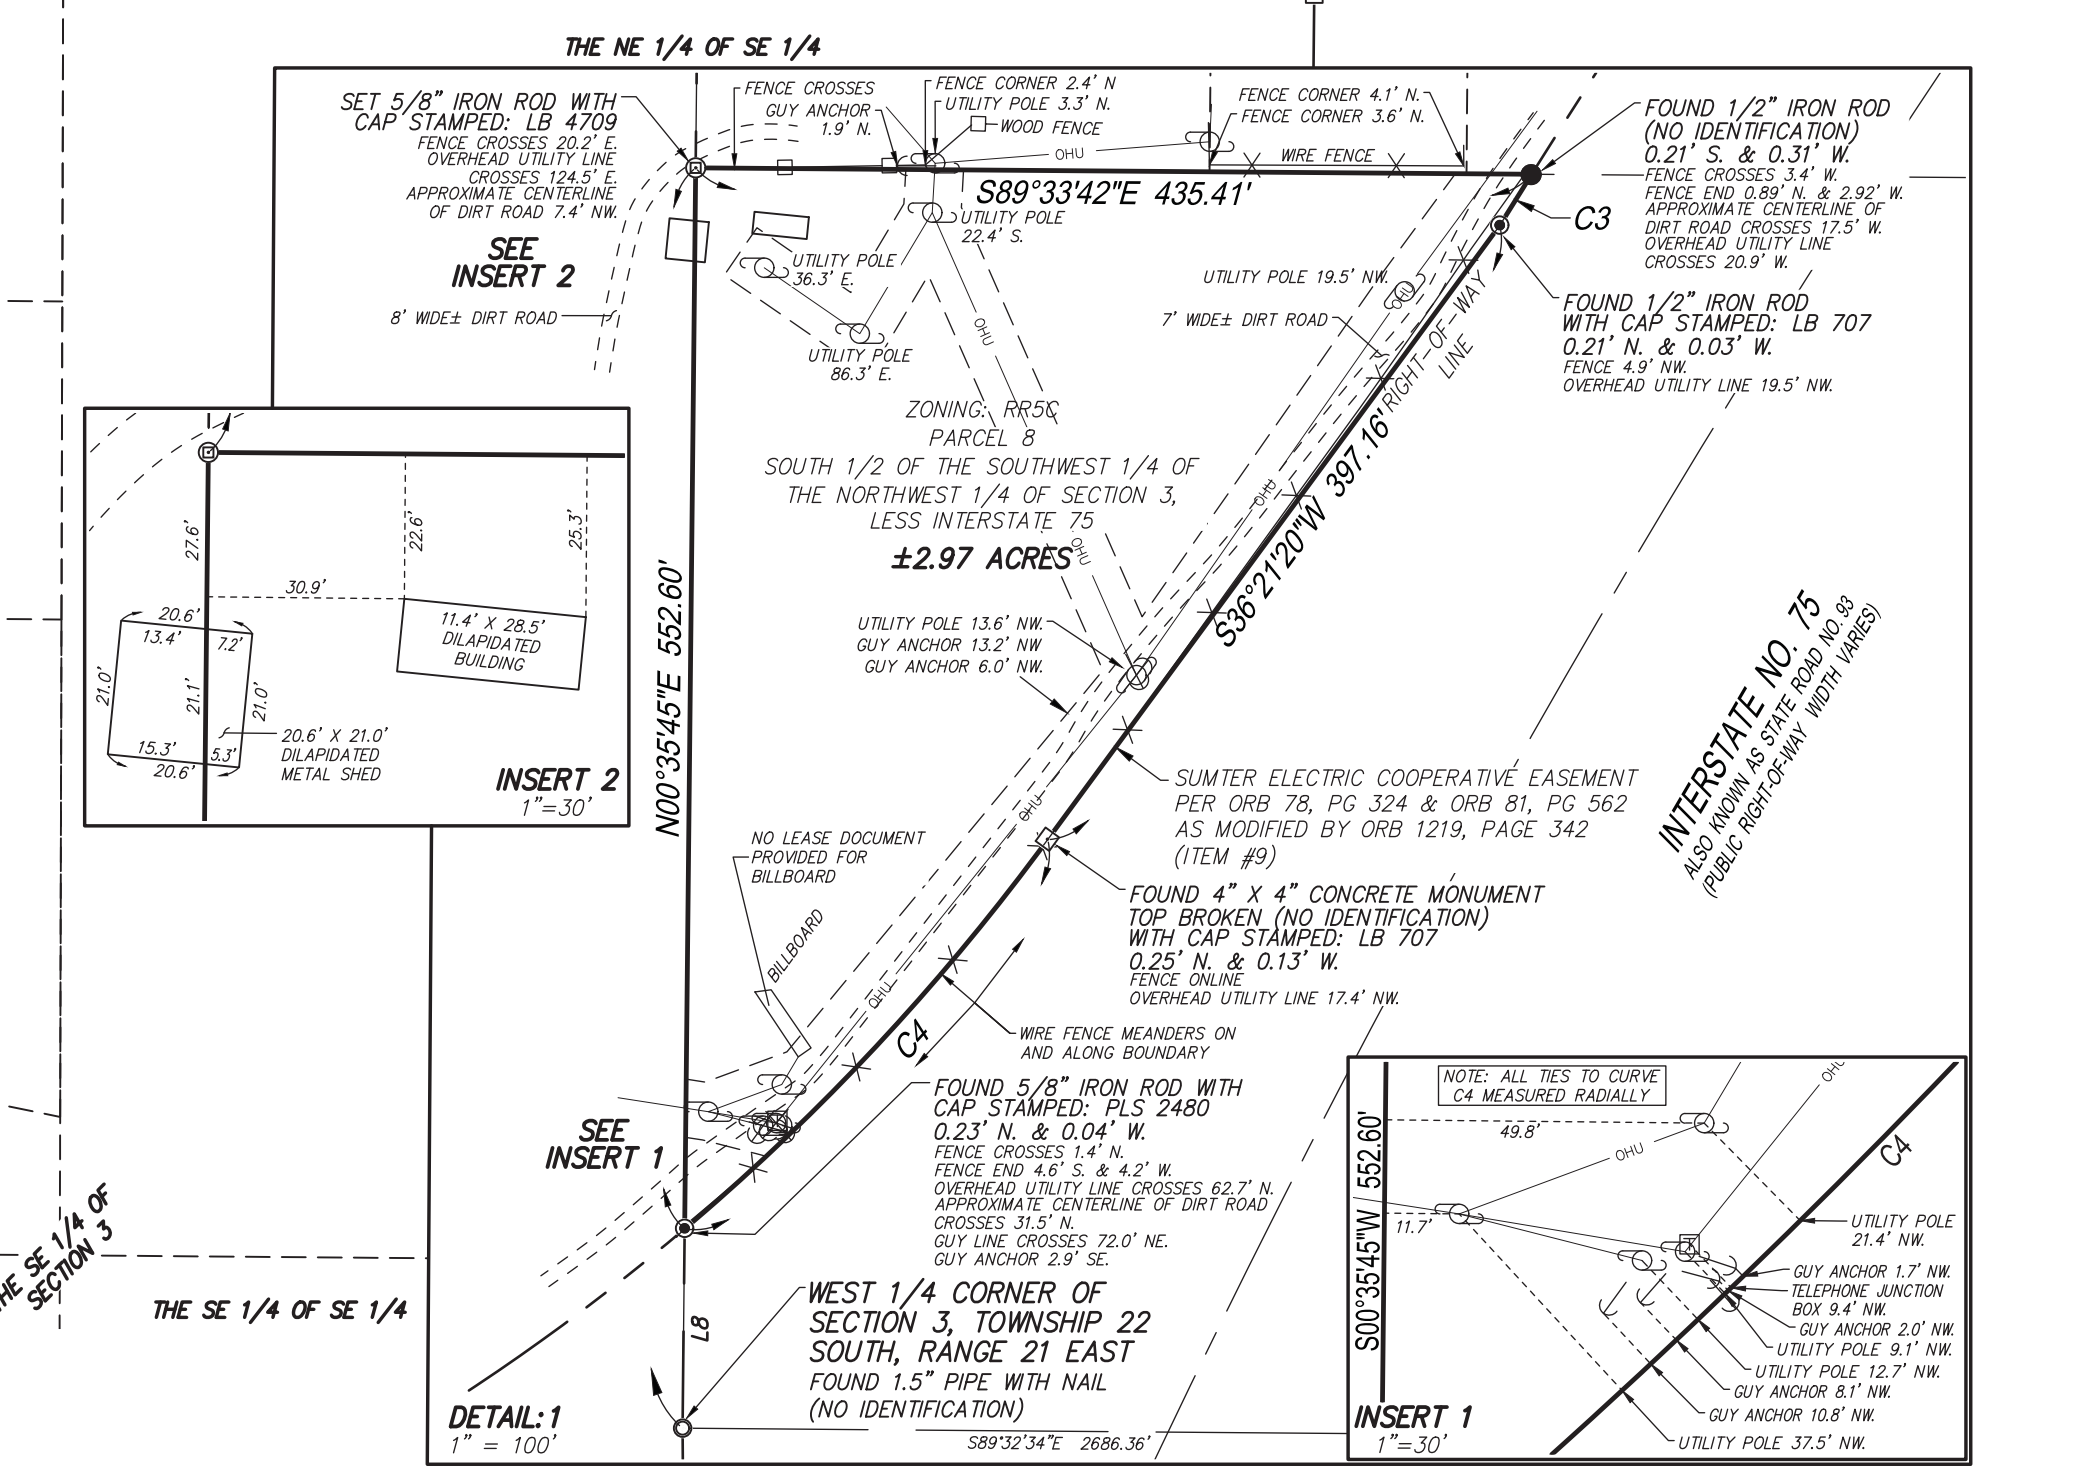 THE NE 1/4 OF SE 1/4
SET 5/8" IRON ROD WITH
CAP STAMPED: LB 4709
FENCE CROSSES 20.2' E.
OVERHEAD UTILITY LINE
CROSSES 124.5' E.
APPROXIMATE CENTERLINE
OF DIRT ROAD 7.4' NW.
SEE
INSERT 2
8' WIDE± DIRT ROAD
FENCE CROSSES
GUY ANCHOR
1.9' N.
FENCE CORNER 2.4' N
UTILITY POLE 3.3' N.
WOOD FENCE
OHU
FENCE CORNER 4.1' N.
FENCE CORNER 3.6' N.
WIRE FENCE
S89°33'42"E 435.41'
FOUND 1/2" IRON ROD
(NO IDENTIFICATION)
0.21' S. & 0.31' W.
FENCE CROSSES 3.4' W.
FENCE END 0.89' N. & 2.92' W.
APPROXIMATE CENTERLINE OF
DIRT ROAD CROSSES 17.5' W.
OVERHEAD UTILITY LINE
CROSSES 20.9' W.
C3
UTILITY POLE
22.4' S.
UTILITY POLE
36.3' E.
UTILITY POLE
86.3' E.
OHU
UTILITY POLE 19.5' NW.
7' WIDE± DIRT ROAD
OHU
RIGHT-OF-WAY
LINE
FOUND 1/2" IRON ROD
WITH CAP STAMPED: LB 707
0.21' N. & 0.03' W.
FENCE 4.9' NW.
OVERHEAD UTILITY LINE 19.5' NW.
ZONING: RR5C
PARCEL 8
SOUTH 1/2 OF THE SOUTHWEST 1/4 OF
THE NORTHWEST 1/4 OF SECTION 3,
LESS INTERSTATE 75
±2.97 ACRES
OHU
OHU
S36°21'20"W 397.16'
N00°35'45"E 552.60'
27.6'
22.6'
25.3'
30.9'
20.6'
13.4'
7.2'
21.0'
21.1'
21.0'
15.3'
5.3'
20.6'
11.4' X 28.5'
DILAPIDATED
BUILDING
20.6' X 21.0'
DILAPIDATED
METAL SHED
INSERT 2
1"=30'
UTILITY POLE 13.6' NW.
GUY ANCHOR 13.2' NW
GUY ANCHOR 6.0' NW.
INTERSTATE NO. 75
ALSO KNOWN AS STATE ROAD NO. 93
(PUBLIC RIGHT-OF-WAY WIDTH VARIES)
SUMTER ELECTRIC COOPERATIVE EASEMENT
PER ORB 78, PG 324 & ORB 81, PG 562
AS MODIFIED BY ORB 1219, PAGE 342
(ITEM #9)
OHU
NO LEASE DOCUMENT
PROVIDED FOR
BILLBOARD
BILLBOARD
FOUND 4" X 4" CONCRETE MONUMENT
TOP BROKEN (NO IDENTIFICATION)
WITH CAP STAMPED: LB 707
0.25' N. & 0.13' W.
FENCE ONLINE
OVERHEAD UTILITY LINE 17.4' NW.
OHU
C4
WIRE FENCE MEANDERS ON
AND ALONG BOUNDARY
SEE
INSERT 1
FOUND 5/8" IRON ROD WITH
CAP STAMPED: PLS 2480
0.23' N. & 0.04' W.
FENCE CROSSES 1.4' N.
FENCE END 4.6' S. & 4.2' W.
OVERHEAD UTILITY LINE CROSSES 62.7' N.
APPROXIMATE CENTERLINE OF DIRT ROAD
CROSSES 31.5' N.
GUY LINE CROSSES 72.0' NE.
GUY ANCHOR 2.9' SE.
THE SE 1/4 OF
SECTION 3
THE SE 1/4 OF SE 1/4
L8
WEST 1/4 CORNER OF
SECTION 3, TOWNSHIP 22
SOUTH, RANGE 21 EAST
FOUND 1.5" PIPE WITH NAIL
(NO IDENTIFICATION)
DETAIL: 1
1" = 100'
S89°32'34"E 2686.36'
NOTE: ALL TIES TO CURVE
C4 MEASURED RADIALLY
OHU
49.8'
OHU
C4
11.7'
S00°35'45"W 552.60'
UTILITY POLE
21.4' NW.
GUY ANCHOR 1.7' NW.
TELEPHONE JUNCTION
BOX 9.4' NW.
GUY ANCHOR 2.0' NW.
UTILITY POLE 9.1' NW.
UTILITY POLE 12.7' NW.
GUY ANCHOR 8.1' NW.
GUY ANCHOR 10.8' NW.
UTILITY POLE 37.5' NW.
INSERT 1
1"=30'